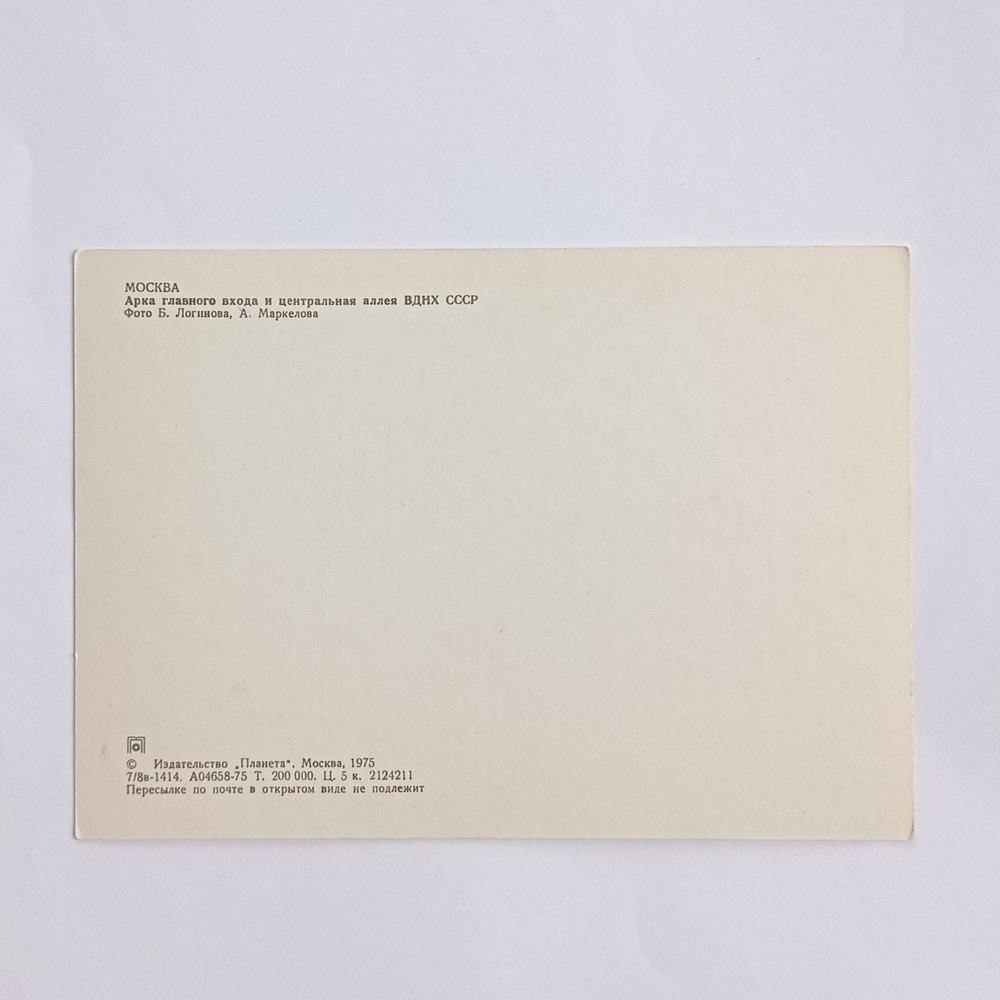 МОСКВА
Арка главного входа и центральная аллея ВДНХ СССР
Фото Б. Логинова, А. Маркелова
© Издательство „Планета“. Москва, 1975
7/8в-1414. А04658-75 Т. 200 000. Ц. 5 к. 2124211
Пересылке по почте в открытом виде не подлежит